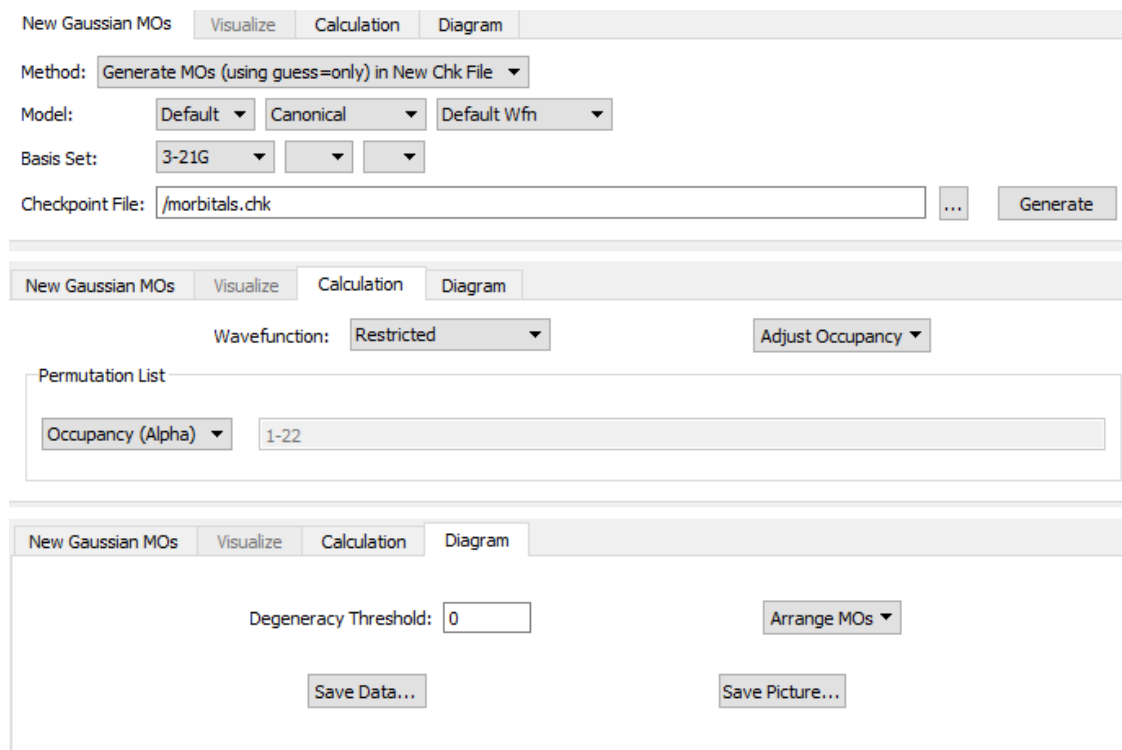 New Gaussian MOs Visualize Calculation Diagram
Method: Generate MOs (using guess=only) in New Chk File
Model: Default Canonical Default Wfn
Basis Set: 3-21G
Checkpoint File: /morbitals.chk ... Generate
New Gaussian MOs Visualize Calculation Diagram
Wavefunction: Restricted Adjust Occupancy
Permutation List
Occupancy (Alpha) 1-22
New Gaussian MOs Visualize Calculation Diagram
Degeneracy Threshold: 0 Arrange MOs
Save Data... Save Picture...